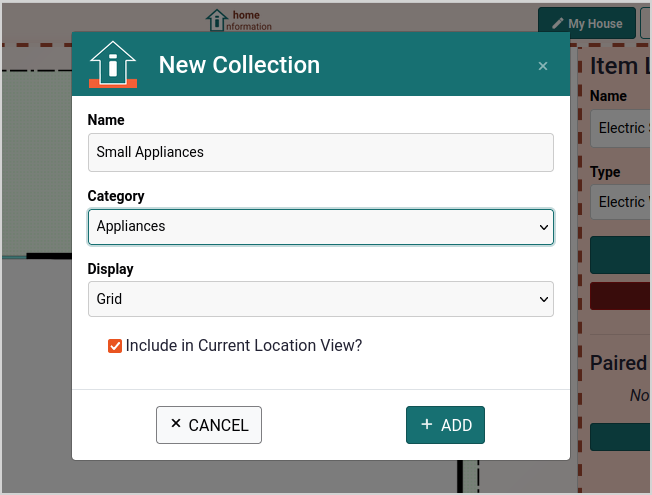 home
nformation
My House
New Collection
×
Item L
Name
Small Appliances
Category
Appliances
Display
Grid
Include in Current Location View?
× CANCEL
+ ADD
Name
Electric
Type
Electric
Paired
No